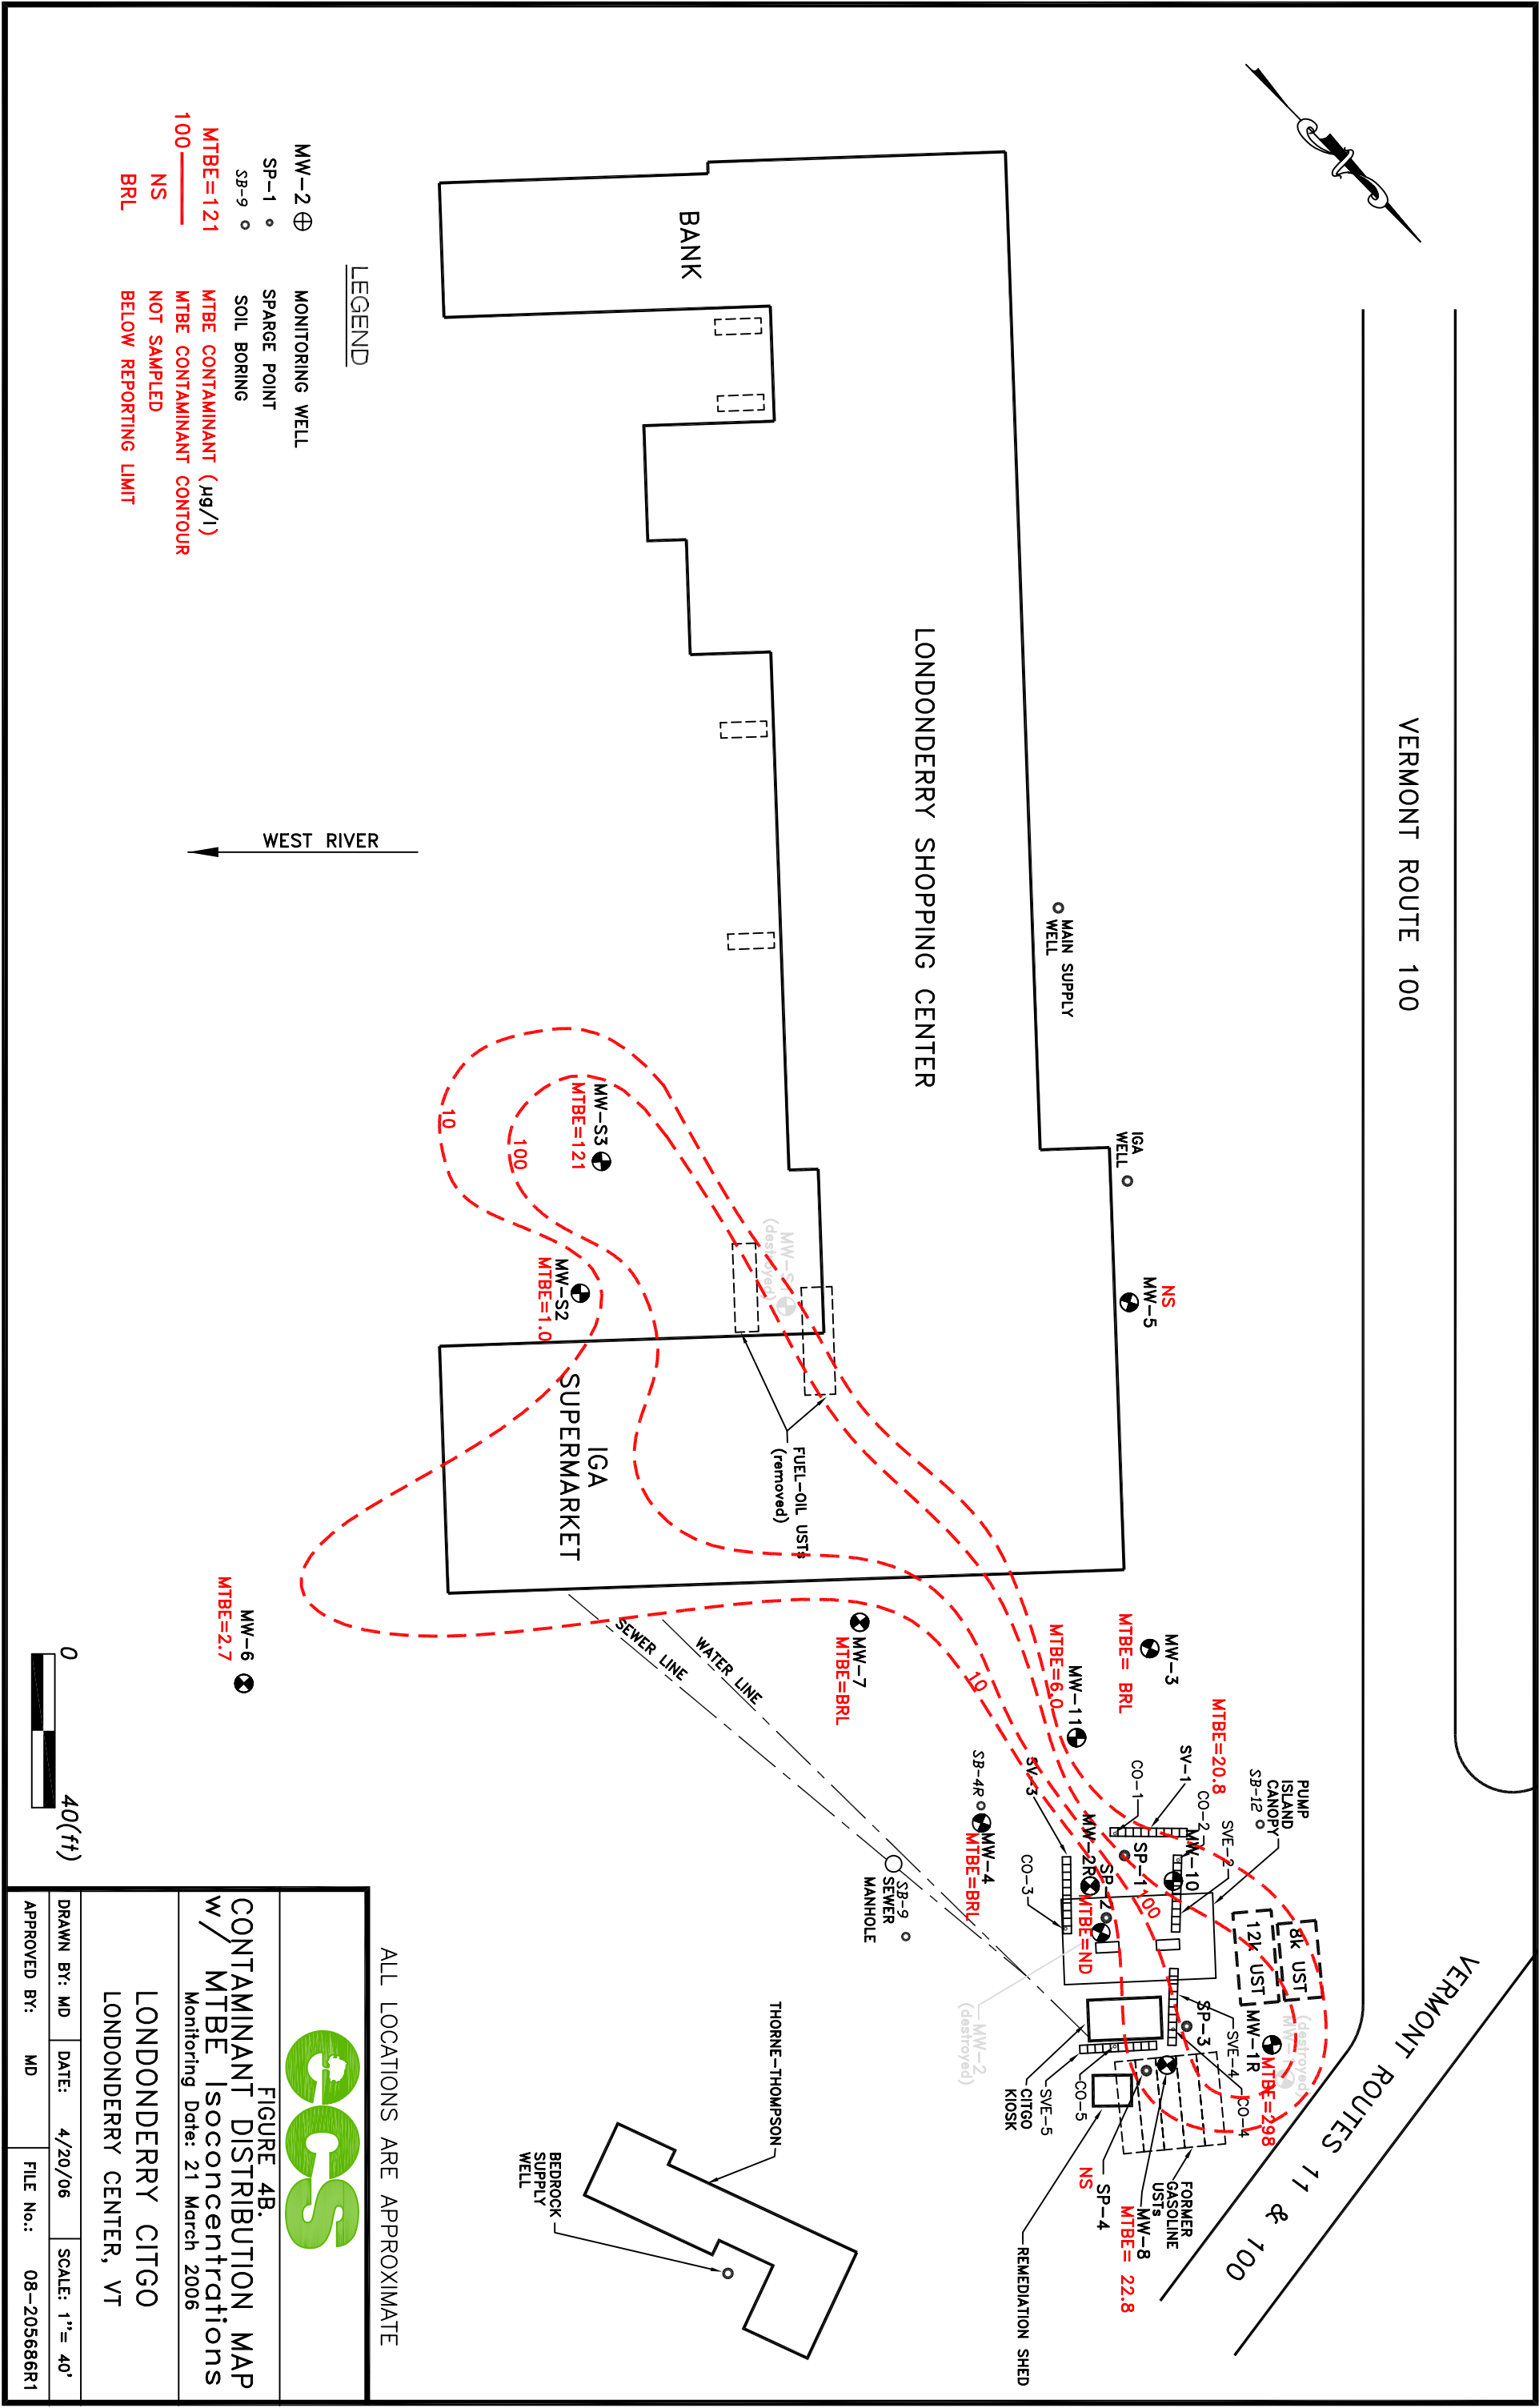 VERMONT ROUTE 100
VERMONT ROUTES 11 & 100
LONDONDERRY SHOPPING CENTER
BANK
MAIN SUPPLY
WELL
IGA
WELL
NS
MW-5
MW-S1
(destroyed)
MW-S3
MTBE=121
MW-S2
MTBE=1.0
10
100
IGA
SUPERMARKET
FUEL-OIL USTs
(removed)
WEST RIVER
MW-6
MTBE=2.7
SEWER LINE
WATER LINE
MW-7
MTBE=BRL
MW-3
MTBE= BRL
MW-11
MTBE=6.0
10
MTBE=20.8
SV-1
CO-1
CO-2
SVE-2
SB-12
PUMP
ISLAND
CANOPY
MW-10
SP-1
100
SV-3
SB-4R
MW-4
MTBE=BRL
MW-2R
MTBE=ND
SP-2
CO-3
SB-9
SEWER
MANHOLE
MW-2
(destroyed)
8k UST
12k UST
MW-1R
MTBE=298
MW-1
(destroyed)
SP-3
SVE-4
CO-4
CO-5
SVE-5
CITGO
KIOSK
FORMER
GASOLINE
USTs
MW-8
MTBE= 22.8
SP-4
NS
REMEDIATION SHED
THORNE-THOMPSON
BEDROCK
SUPPLY
WELL
LEGEND
MW-2 MONITORING WELL
SP-1 SPARGE POINT
SB-9 SOIL BORING
MTBE=121 MTBE CONTAMINANT (µg/l)
100 MTBE CONTAMINANT CONTOUR
NS NOT SAMPLED
BRL BELOW REPORTING LIMIT
0 40(ft)
ALL LOCATIONS ARE APPROXIMATE
ecs
FIGURE 4B.
CONTAMINANT DISTRIBUTION MAP
w/ MTBE Isoconcentrations
Monitoring Date: 21 March 2006
LONDONDERRY CITGO
LONDONDERRY CENTER, VT
DRAWN BY: MD DATE: 4/20/06 SCALE: 1"= 40'
APPROVED BY: MD FILE No.: 08-205686R1